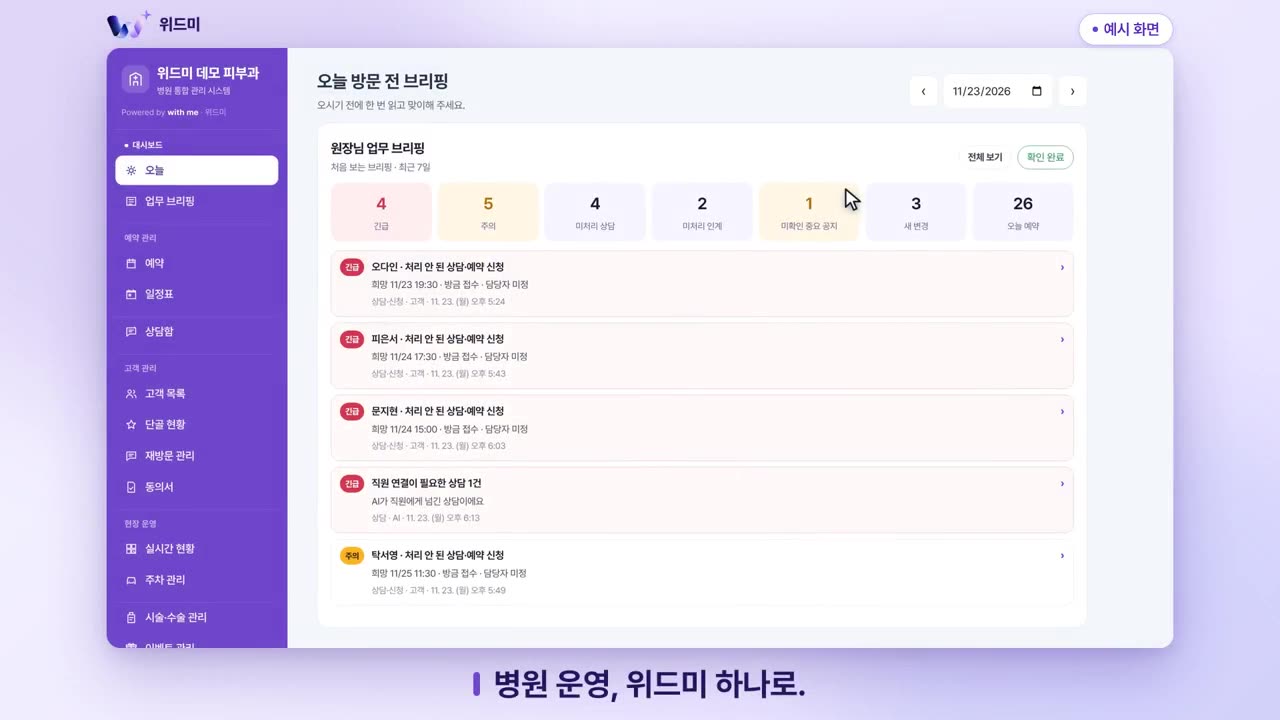 위드미
예시 화면
위드미 데모 피부과
병원 통합 관리 시스템
Powered by with me · 위드미
대시보드
오늘
업무 브리핑
예약 관리
예약
일정표
상담함
고객 관리
고객 목록
단골 현황
재방문 관리
동의서
현장 운영
실시간 현황
주차 관리
시술·수술 관리
이벤트 관리
오늘 방문 전 브리핑
오시기 전에 한 번 읽고 맞이해 주세요.
‹ 11/23/2026 ›
원장님 업무 브리핑
처음 보는 브리핑 · 최근 7일
전체 보기
확인 완료
4 긴급
5 주의
4 미처리 상담
2 미처리 인계
1 미확인 중요 공지
3 새 변경
26 오늘 예약
긴급 오다인 · 처리 안 된 상담·예약 신청 ›
희망 11/23 19:30 · 방금 접수 · 담당자 미정
상담·신청 · 고객 · 11. 23. (월) 오후 5:24
긴급 피은서 · 처리 안 된 상담·예약 신청 ›
희망 11/24 17:30 · 방금 접수 · 담당자 미정
상담·신청 · 고객 · 11. 23. (월) 오후 5:43
긴급 문지현 · 처리 안 된 상담·예약 신청 ›
희망 11/24 15:00 · 방금 접수 · 담당자 미정
상담·신청 · 고객 · 11. 23. (월) 오후 6:03
긴급 직원 연결이 필요한 상담 1건 ›
AI가 직원에게 넘긴 상담이에요
상담 · AI · 11. 23. (월) 오후 6:13
주의 탁서영 · 처리 안 된 상담·예약 신청 ›
희망 11/25 11:30 · 방금 접수 · 담당자 미정
상담·신청 · 고객 · 11. 23. (월) 오후 5:49
병원 운영, 위드미 하나로.